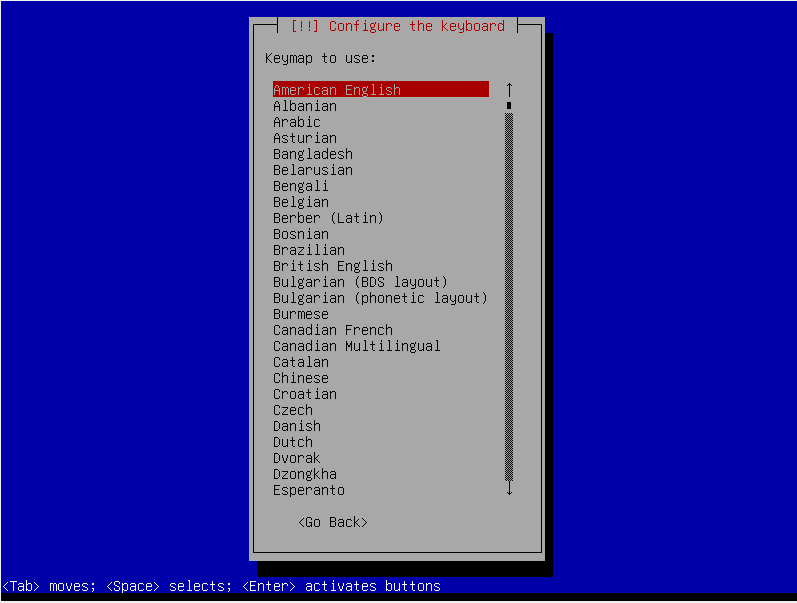 [!!] Configure the keyboard
Keymap to use:
American English
Albanian
Arabic
Asturian
Bangladesh
Belarusian
Bengali
Belgian
Berber (Latin)
Bosnian
Brazilian
British English
Bulgarian (BDS layout)
Bulgarian (phonetic layout)
Burmese
Canadian French
Canadian Multilingual
Catalan
Chinese
Croatian
Czech
Danish
Dutch
Dvorak
Dzongkha
Esperanto
<Go Back>
<Tab> moves; <Space> selects; <Enter> activates buttons